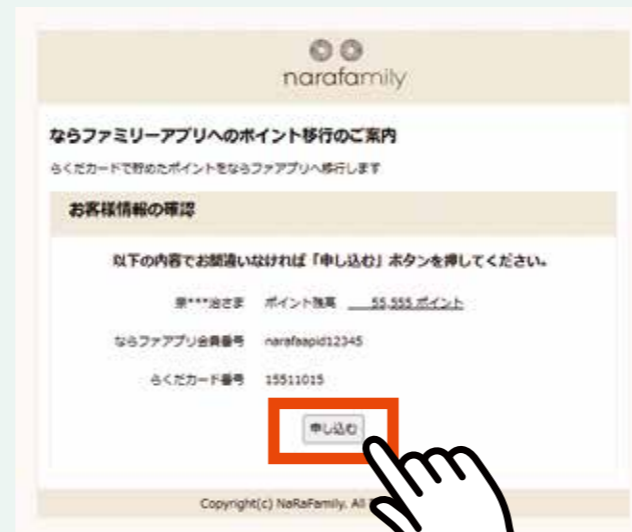 narafamily
ならファミリーアプリへのポイント移行のご案内
らくだカードで貯めたポイントをならファアプリへ移行します
お客様情報の確認
以下の内容でお間違いなければ「申し込む」ボタンを押してください。
奈***治さま ポイント残高 55,555 ポイント
ならファアプリ会員番号 narafaapid12345
らくだカード番号 15511015
申し込む
Copyright(c) NaRaFamily. All